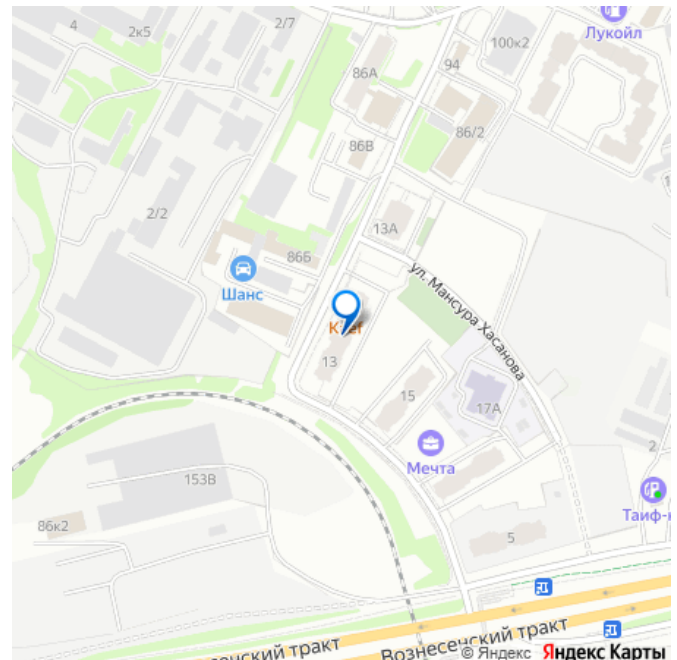 4
2к5
2/7
Лукойл
100к2
94
86А
86/2
86В
2/2
13А
86Б
Шанс
ул. Мансура Хасанова
13
15
17А
Мечта
153В
86к2
2
Таиф-
5
Вознесенский тракт
© Яндекс Яндекс Карты